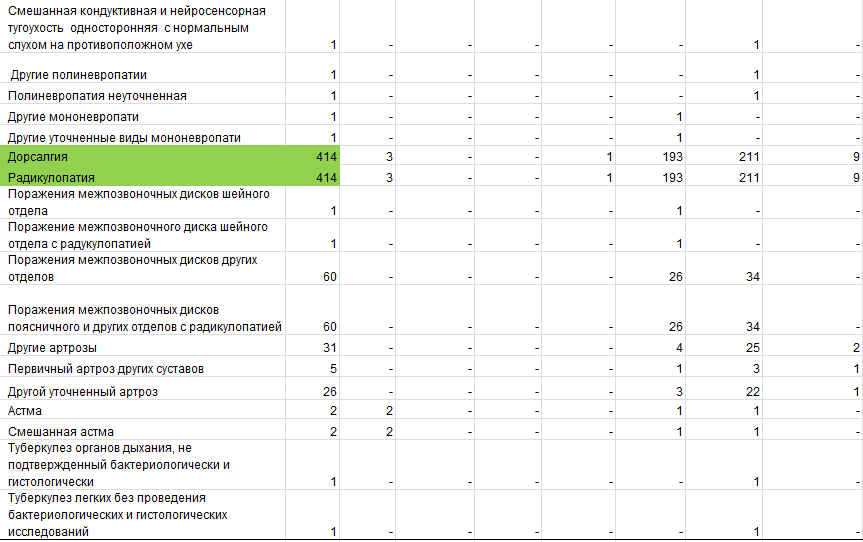 Смешанная кондуктивная и нейросенсорная
тугоухость односторонняя с нормальным
слухом на противоположном ухе 1 - - - - - 1 -
Другие полиневропатии 1 - - - - - 1 -
Полиневропатия неуточненная 1 - - - - - 1 -
Другие мононевропати 1 - - - - 1 - -
Другие уточненные виды мононевропати 1 - - - - 1 - -
Дорсалгия 414 3 - - 1 193 211 9
Радикулопатия 414 3 - - 1 193 211 9
Поражения межпозвоночных дисков шейного
отдела 1 - - - - 1 - -
Поражение межпозвоночного диска шейного
отдела с радукулопатией 1 - - - - 1 - -
Поражения межпозвоночных дисков других
отделов 60 - - - - 26 34 -
Поражения межпозвоночных дисков
поясничного и других отделов с радикулопатией 60 - - - - 26 34 -
Другие артрозы 31 - - - - 4 25 2
Первичный артроз других суставов 5 - - - - 1 3 1
Другой уточненный артроз 26 - - - - 3 22 1
Астма 2 2 - - - 1 1 -
Смешанная астма 2 2 - - - 1 1 -
Туберкулез органов дыхания, не
подтвержденный бактериологически и
гистологически 1 - - - - - 1 -
Туберкулез легких без проведения
бактериологических и гистологических
исследований 1 - - - - - 1 -